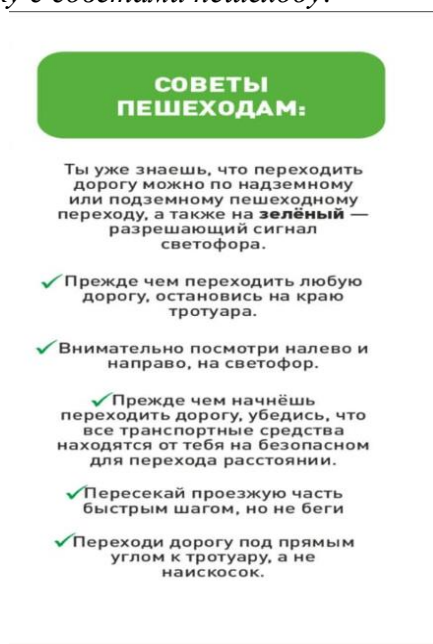 с советами пешеходу:
СОВЕТЫ
ПЕШЕХОДАМ:
Ты уже знаешь, что переходить
дорогу можно по надземному
или подземному пешеходному
переходу, а также на зелёный —
разрешающий сигнал
светофора.
Прежде чем переходить любую
дорогу, остановись на краю
тротуара.
Внимательно посмотри налево и
направо, на светофор.
Прежде чем начнёшь
переходить дорогу, убедись, что
все транспортные средства
находятся от тебя на безопасном
для перехода расстоянии.
Пересекай проезжую часть
быстрым шагом, но не беги
Переходи дорогу под прямым
углом к тротуару, а не
наискосок.